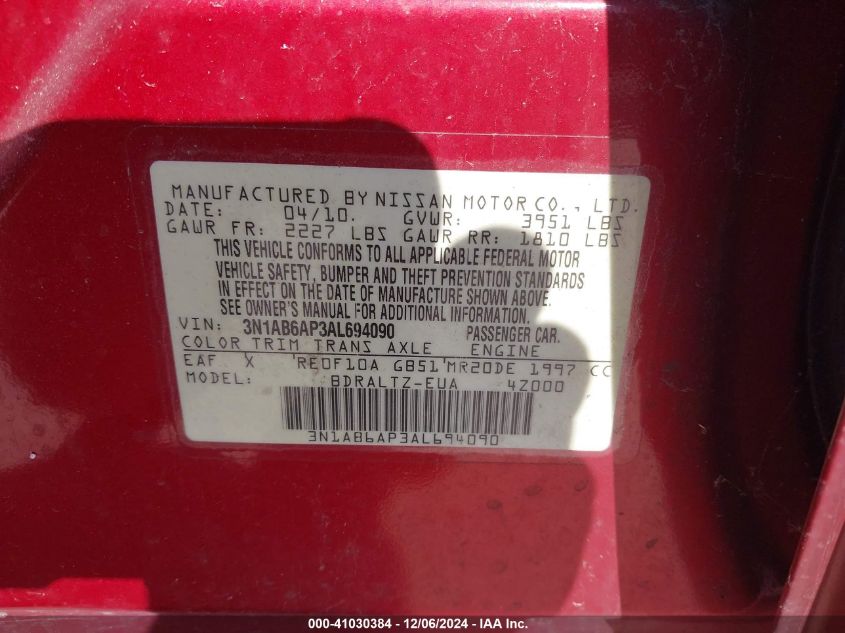 MANUFACTURED BY NISSAN MOTOR CO., LTD.
DATE: 04/10. GVWR: 3951 LBS
GAWR FR: 2227 LBS GAWR RR: 1810 LBS
THIS VEHICLE CONFORMS TO ALL APPLICABLE FEDERAL MOTOR
VEHICLE SAFETY, BUMPER AND THEFT PREVENTION STANDARDS
IN EFFECT ON THE DATE OF MANUFACTURE SHOWN ABOVE.
SEE OWNER'S MANUAL FOR ADDITIONAL INFORMATION.
VIN: 3N1AB6AP3AL694090 PASSENGER CAR.
COLOR TRIM TRANS AXLE ENGINE
EAF X 'RE0F10A GB51'MR20DE 1997 CC
MODEL: BDRALTZ-EUA 4Z000
3N1AB6AP3AL694090
000-41030384 - 12/06/2024 - IAA Inc.